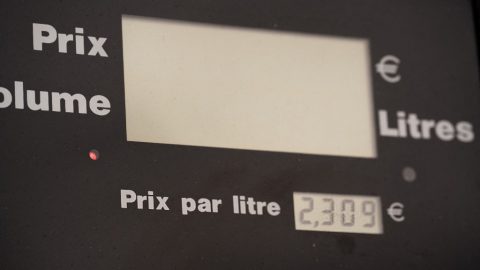 Prix €
olume Litres
Prix par litre 2,309 €